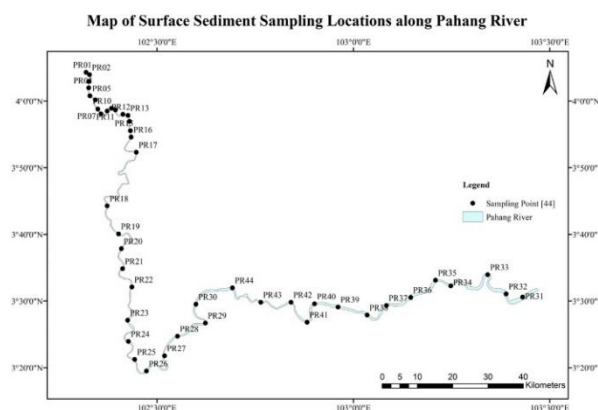 Map of Surface Sediment Sampling Locations along Pahang River
102°30'0"E
103°0'0"E
103°30'0"E
N
PR01
PR02
PR05
4°0'0"N
PR10
PR07
PR11
PR12
PR13
PR16
PR17
3°50'0"N
Legend
Sampling Point [44]
Pahang River
PR18
3°40'0"N
PR19
PR20
PR21
PR22
PR35
PR34
PR33
PR32
PR31
PR44
PR30
PR43
PR42
PR40
PR39
PR37
PR36
3°30'0"N
PR41
PR29
PR28
PR23
PR24
PR27
PR25
PR26
3°20'0"N
0 5 10 20 30 40
Kilometers